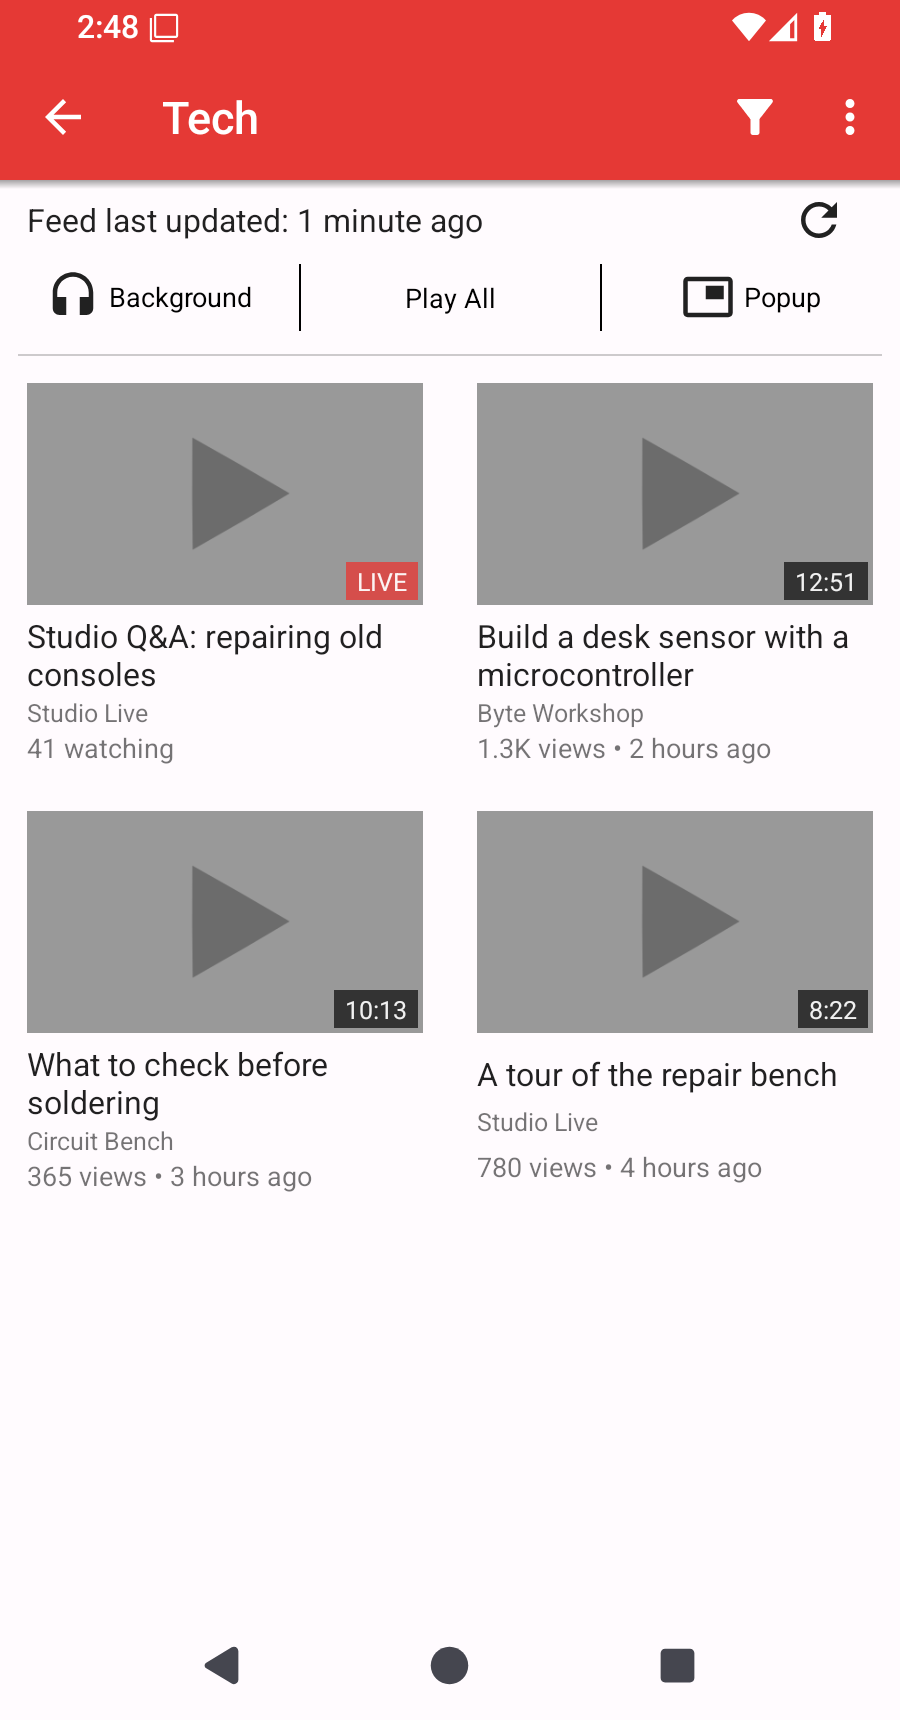 2:48
Tech
Feed last updated: 1 minute ago
Background
Play All
Popup
LIVE
Studio Q&A: repairing old
consoles
Studio Live
41 watching
12:51
Build a desk sensor with a
microcontroller
Byte Workshop
1.3K views • 2 hours ago
10:13
What to check before
soldering
Circuit Bench
365 views • 3 hours ago
8:22
A tour of the repair bench
Studio Live
780 views • 4 hours ago